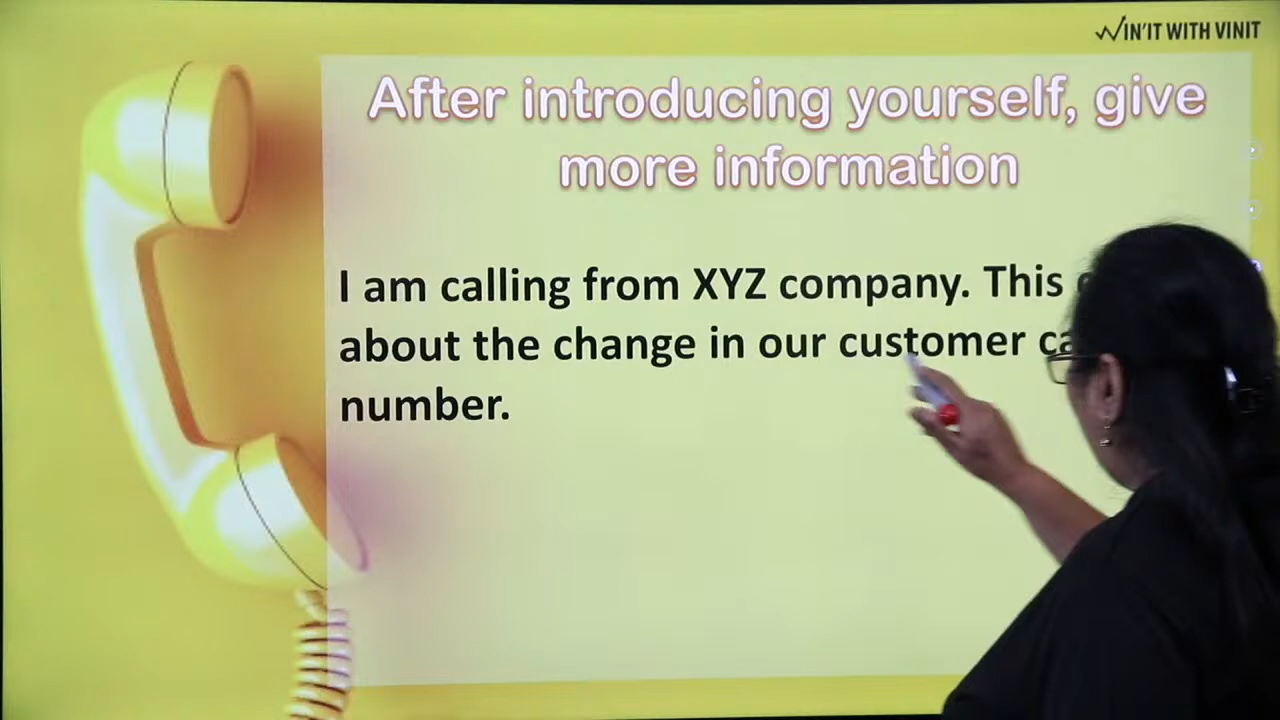 WIN'IT WITH VINIT
After introducing yourself, give
more information
I am calling from XYZ company. This
about the change in our customer
number.